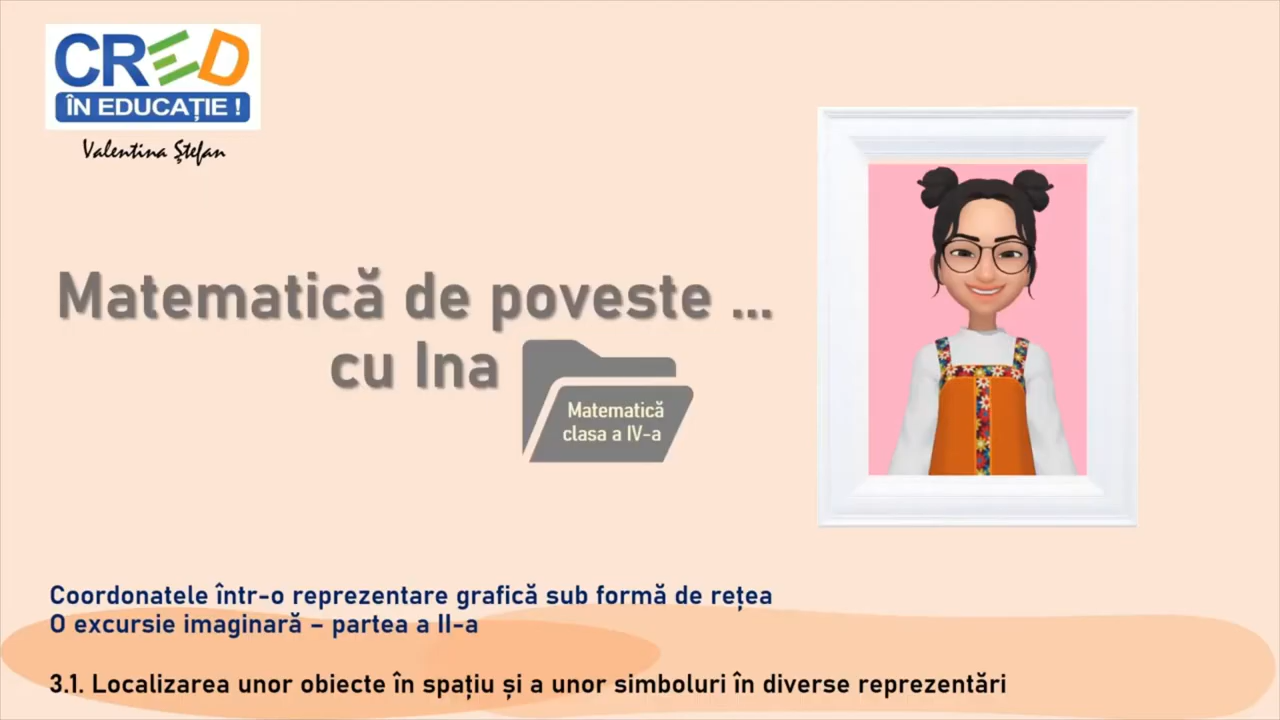 CRED
ÎN EDUCAȚIE !
Valentina Ștefan
Matematică de poveste ...
cu Ina
Matematică
clasa a IV-a
Coordonatele într-o reprezentare grafică sub formă de rețea
O excursie imaginară – partea a II-a
3.1. Localizarea unor obiecte în spațiu și a unor simboluri în diverse reprezentări